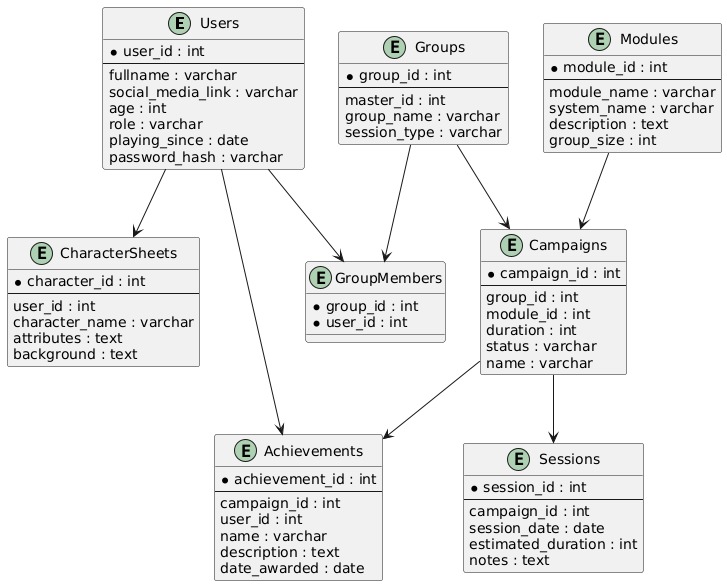 E Users
* user_id : int
fullname : varchar
social_media_link : varchar
age : int
role : varchar
playing_since : date
password_hash : varchar
E Groups
* group_id : int
master_id : int
group_name : varchar
session_type : varchar
E Modules
* module_id : int
module_name : varchar
system_name : varchar
description : text
group_size : int
E CharacterSheets
* character_id : int
user_id : int
character_name : varchar
attributes : text
background : text
E GroupMembers
* group_id : int
* user_id : int
E Campaigns
* campaign_id : int
group_id : int
module_id : int
duration : int
status : varchar
name : varchar
E Achievements
* achievement_id : int
campaign_id : int
user_id : int
name : varchar
description : text
date_awarded : date
E Sessions
* session_id : int
campaign_id : int
session_date : date
estimated_duration : int
notes : text